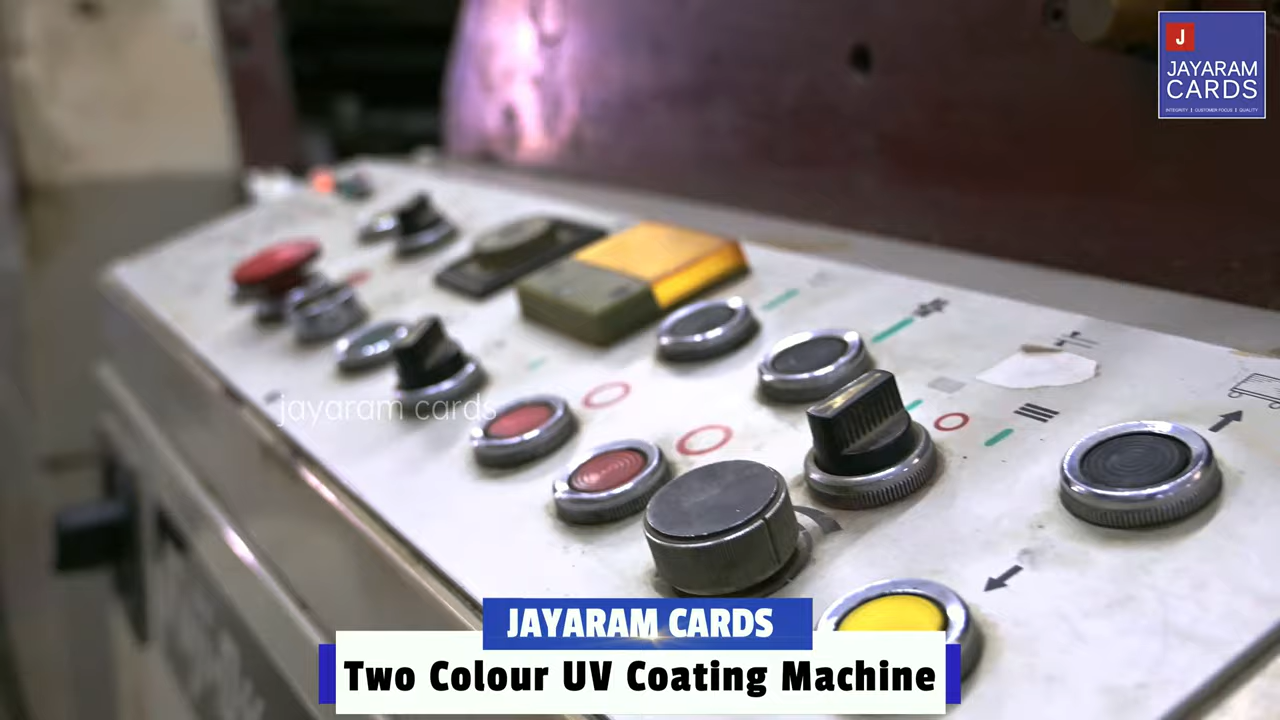 J
JAYARAM
CARDS
INTEGRITY | CUSTOMER FOCUS | QUALITY
jayaram cards
JAYARAM CARDS
Two Colour UV Coating Machine